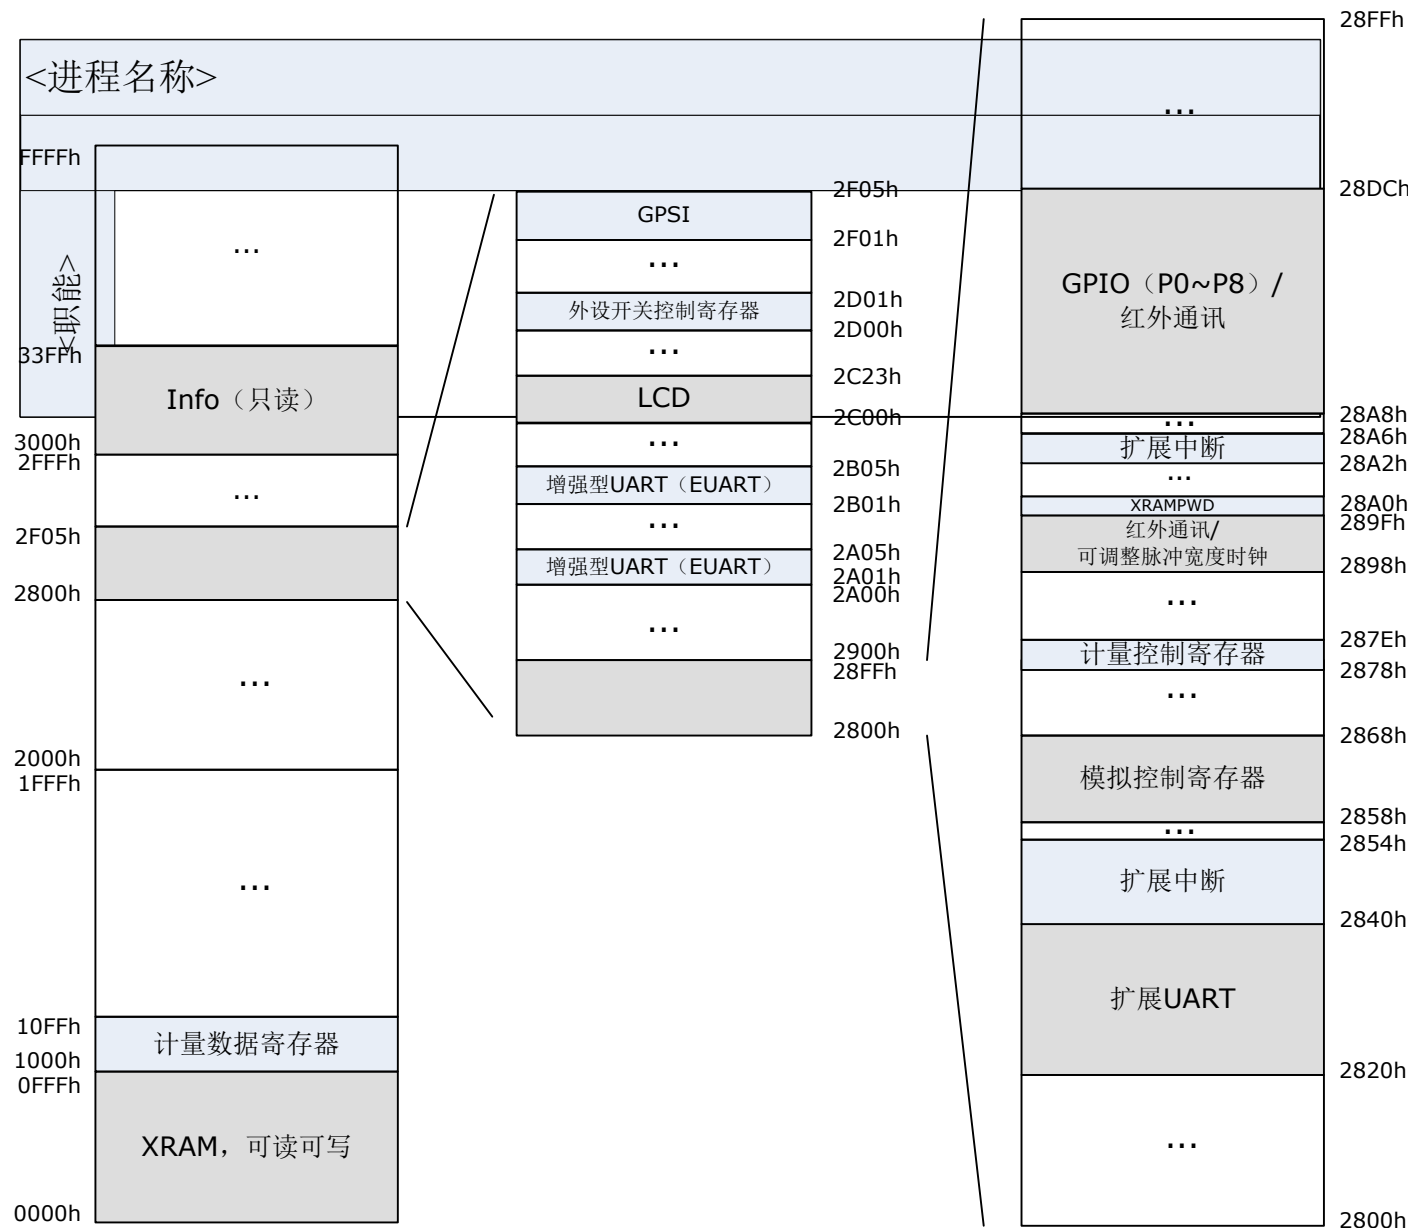 <进程名称>
<职能>
FFFFh
...
33FFh
Info（只读）
3000h
2FFFh
...
2F05h
2800h
...
2000h
1FFFh
...
10FFh
计量数据寄存器
1000h
0FFFh
XRAM，可读可写
0000h
2F05h
GPSI
2F01h
...
2D01h
外设开关控制寄存器
2D00h
...
2C23h
LCD
2C00h
...
2B05h
增强型UART（EUART）
2B01h
...
2A05h
增强型UART（EUART）
2A01h
2A00h
...
2900h
28FFh
2800h
28FFh
...
28DCh
GPIO（P0~P8）/
红外通讯
28A8h
...
28A6h
扩展中断
28A2h
...
XRAMPWD
28A0h
289Fh
红外通讯/
可调整脉冲宽度时钟
2898h
...
287Eh
计量控制寄存器
2878h
...
2868h
模拟控制寄存器
2858h
...
2854h
扩展中断
2840h
扩展UART
2820h
...
2800h